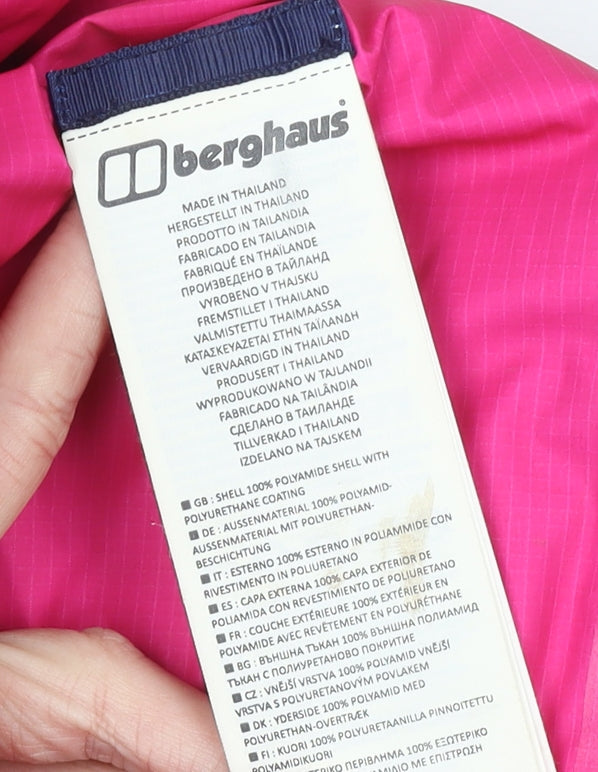 berghaus
MADE IN THAILAND
HERGESTELLT IN THAILAND
PRODOTTO IN TAILANDIA
FABRICADO EN TAILANDIA
FABRIQUÉ EN THAÏLANDE
ПРОИЗВЕДЕНО В ТАЙЛАНД
VYROBENO V THAJSKU
FREMSTILLET I THAILAND
VALMISTETTU THAIMAASSA
ΚΑΤΑΣΚΕΥΑΖΕΤΑΙ ΣΤΗΝ ΤΑΪΛΑΝΔΗ
VERVAARDIGD IN THAILAND
PRODUSERT I THAILAND
WYPRODUKOWANO W TAJLANDII
FABRICADO NA TAILÂNDIA
СДЕЛАНО В ТАИЛАНДЕ
TILLVERKAD I THAILAND
IZDELANO NA TAJSKEM
GB : SHELL 100% POLYAMIDE SHELL WITH
POLYURETHANE COATING
DE : AUSSENMATERIAL 100% POLYAMID-
AUSSENMATERIAL MIT POLYURETHAN-
BESCHICHTUNG
IT : ESTERNO 100% ESTERNO IN POLIAMMIDE CON
RIVESTIMENTO IN POLIURETANO
ES : CAPA EXTERNA 100% CAPA EXTERIOR DE
POLIAMIDA CON REVESTIMIENTO DE POLIURETANO
FR : COUCHE EXTÉRIEURE 100% EXTÉRIEUR EN
POLYAMIDE AVEC REVÊTEMENT EN POLYURÉTHANE
BG : ВЪНШНА ТЪКАН 100% ВЪНШНА ПОЛИАМИД
ТЪКАН С ПОЛИУРЕТАНОВО ПОКРИТИЕ
CZ : VNĚJŠÍ VRSTVA 100% POLYAMID VNĚJŠÍ
VRSTVA S POLYURETANOVÝM POVLAKEM
DK : YDERSIDE 100% POLYAMID MED
POLYURETHAN-OVERTRÆK
FI : KUORI 100% POLYURETAANILLA PINNOITETTU
POLYAMIDIKUORI
ΠΕΡΙΒΛΗΜΑ 100% ΕΞΩΤΕΡΙΚΟ
ΜΕ ΕΠΙΣΤΡΩΣΗ